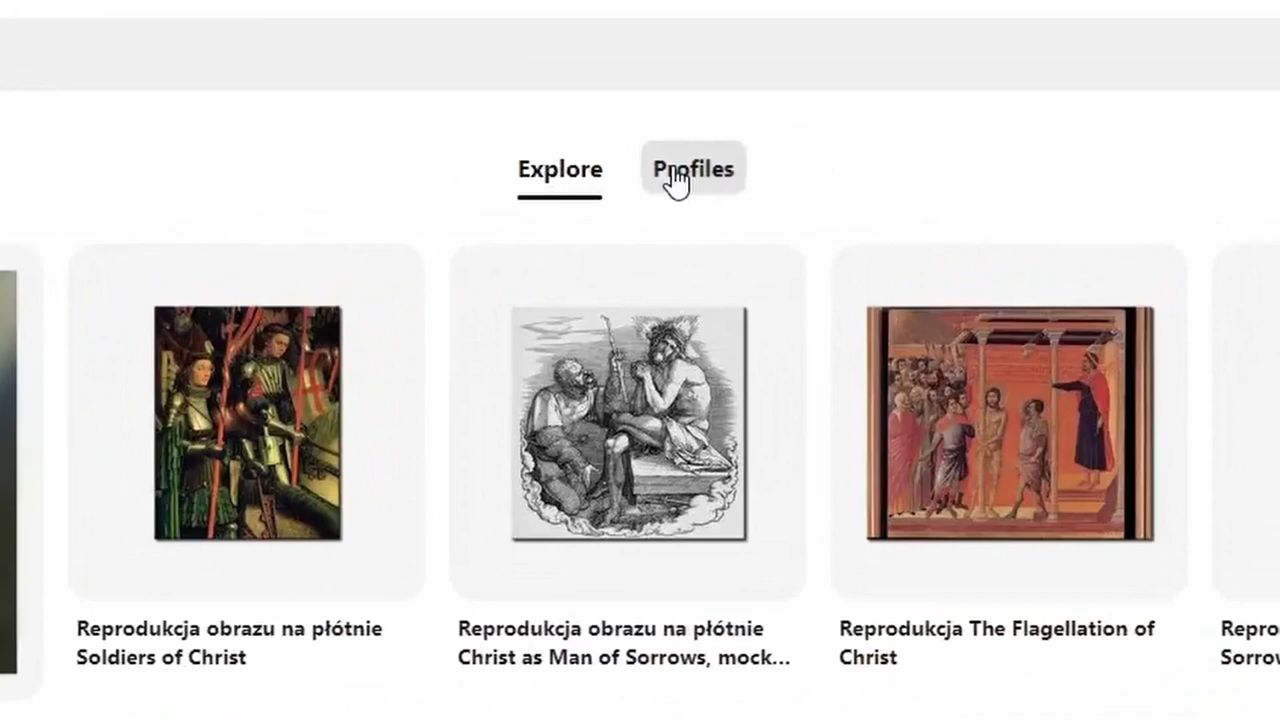 Explore
Profiles
Reprodukcja obrazu na płótnie
Soldiers of Christ
Reprodukcja obrazu na płótnie
Christ as Man of Sorrows, mock...
Reprodukcja The Flagellation of
Christ